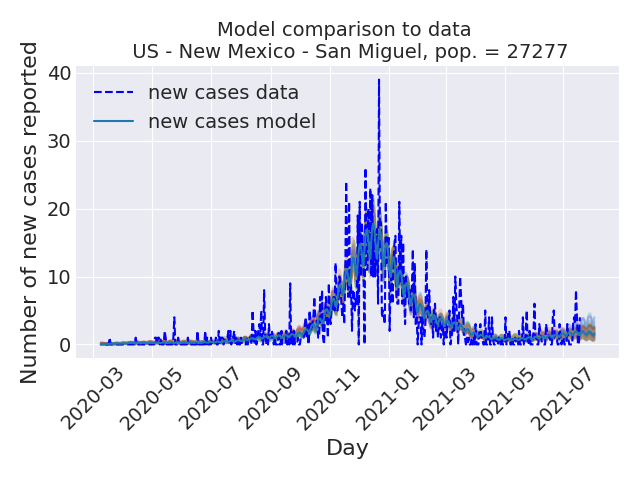 Model comparison to data
US - New Mexico - San Miguel, pop. = 27277
Number of new cases reported
40
30
20
10
0
new cases data
new cases model
2020-03
2020-05
2020-07
2020-09
2020-11
2021-01
2021-03
2021-05
2021-07
Day